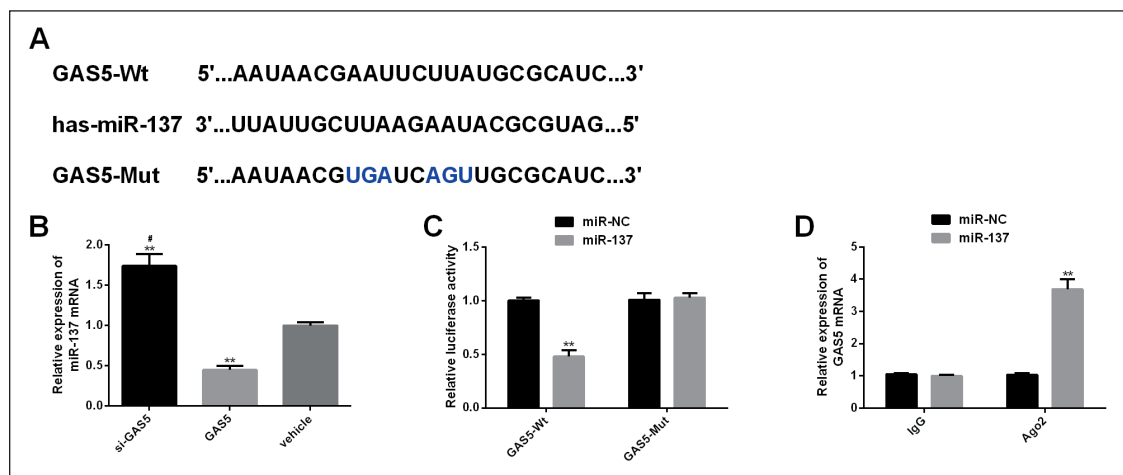 A
GAS5-Wt 5'...AAUAACGAAUUCUUAUGCGCAUC...3'
has-miR-137 3'...UUAUUGCUUAAGAAUACGCGUAG...5'
GAS5-Mut 5'...AAUAACGUGAUCAGUUGCGCAUC...3'
B
Relative expression of
miR-137 mRNA
2.0
1.5
1.0
0.5
0.0
#
**
**
si-GAS5
GAS5
vehicle
C
miR-NC
miR-137
Relative luciferase activity
1.5
1.0
0.5
0.0
**
GAS5-Wt
GAS5-Mut
D
miR-NC
miR-137
Relative expression of
GAS5 mRNA
5
4
3
2
1
0
**
IgG
Ago2